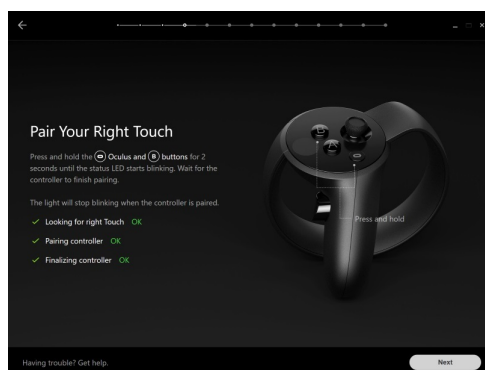 Pair Your Right Touch
Press and hold the Oculus and B buttons for 2
seconds until the status LED starts blinking. Wait for the
controller to finish pairing.
The light will stop blinking when the controller is paired.
Looking for right Touch OK
Pairing controller OK
Finalizing controller OK
B
A
Press and hold
Having trouble? Get help.
Next